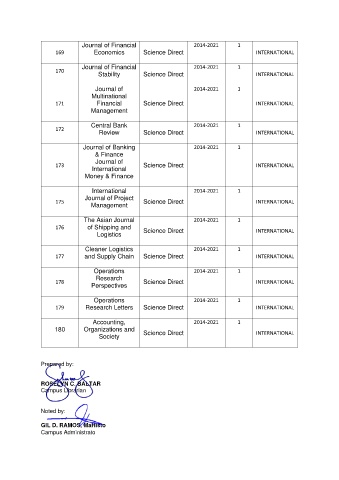 169 Journal of Financial Economics Science Direct 2014-2021 1 INTERNATIONAL
170 Journal of Financial Stability Science Direct 2014-2021 1 INTERNATIONAL
171 Journal of Multinational Financial Management Science Direct 2014-2021 1 INTERNATIONAL
172 Central Bank Review Science Direct 2014-2021 1 INTERNATIONAL
173 Journal of Banking & Finance Journal of International Money & Finance Science Direct 2014-2021 1 INTERNATIONAL
175 International Journal of Project Management Science Direct 2014-2021 1 INTERNATIONAL
176 The Asian Journal of Shipping and Logistics Science Direct 2014-2021 1 INTERNATIONAL
177 Cleaner Logistics and Supply Chain Science Direct 2014-2021 1 INTERNATIONAL
178 Operations Research Perspectives Science Direct 2014-2021 1 INTERNATIONAL
179 Operations Research Letters Science Direct 2014-2021 1 INTERNATIONAL
180 Accounting, Organizations and Society Science Direct 2014-2021 1 INTERNATIONAL
Prepared by:
C. BALTAR
Campus Librarian
Noted by:
GIL D. RAMOS,
Campus Administrato